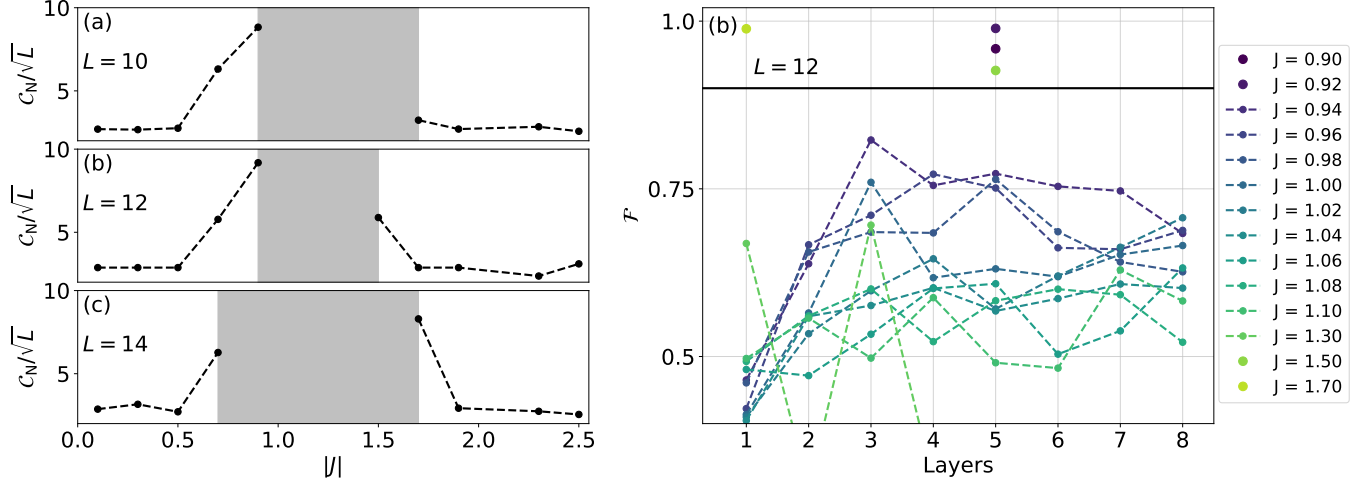 (a)
L = 10
C_N/√L
10
5
(b)
L = 12
C_N/√L
10
5
(c)
L = 14
C_N/√L
10
5
0.0 0.5 1.0 1.5 2.0 2.5
|J|
(b)
L = 12
F
1.0
0.75
0.5
1 2 3 4 5 6 7 8
Layers
J = 0.90
J = 0.92
J = 0.94
J = 0.96
J = 0.98
J = 1.00
J = 1.02
J = 1.04
J = 1.06
J = 1.08
J = 1.10
J = 1.30
J = 1.50
J = 1.70